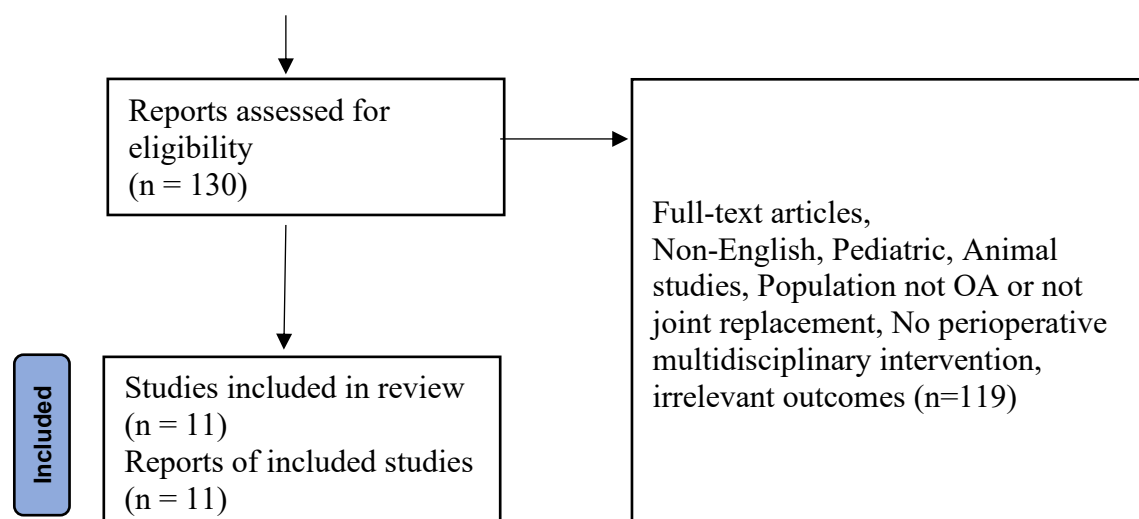 Reports assessed for
eligibility
(n = 130)
Full-text articles,
Non-English, Pediatric, Animal
studies, Population not OA or not
joint replacement, No perioperative
multidisciplinary intervention,
irrelevant outcomes (n=119)
Included
Studies included in review
(n = 11)
Reports of included studies
(n = 11)